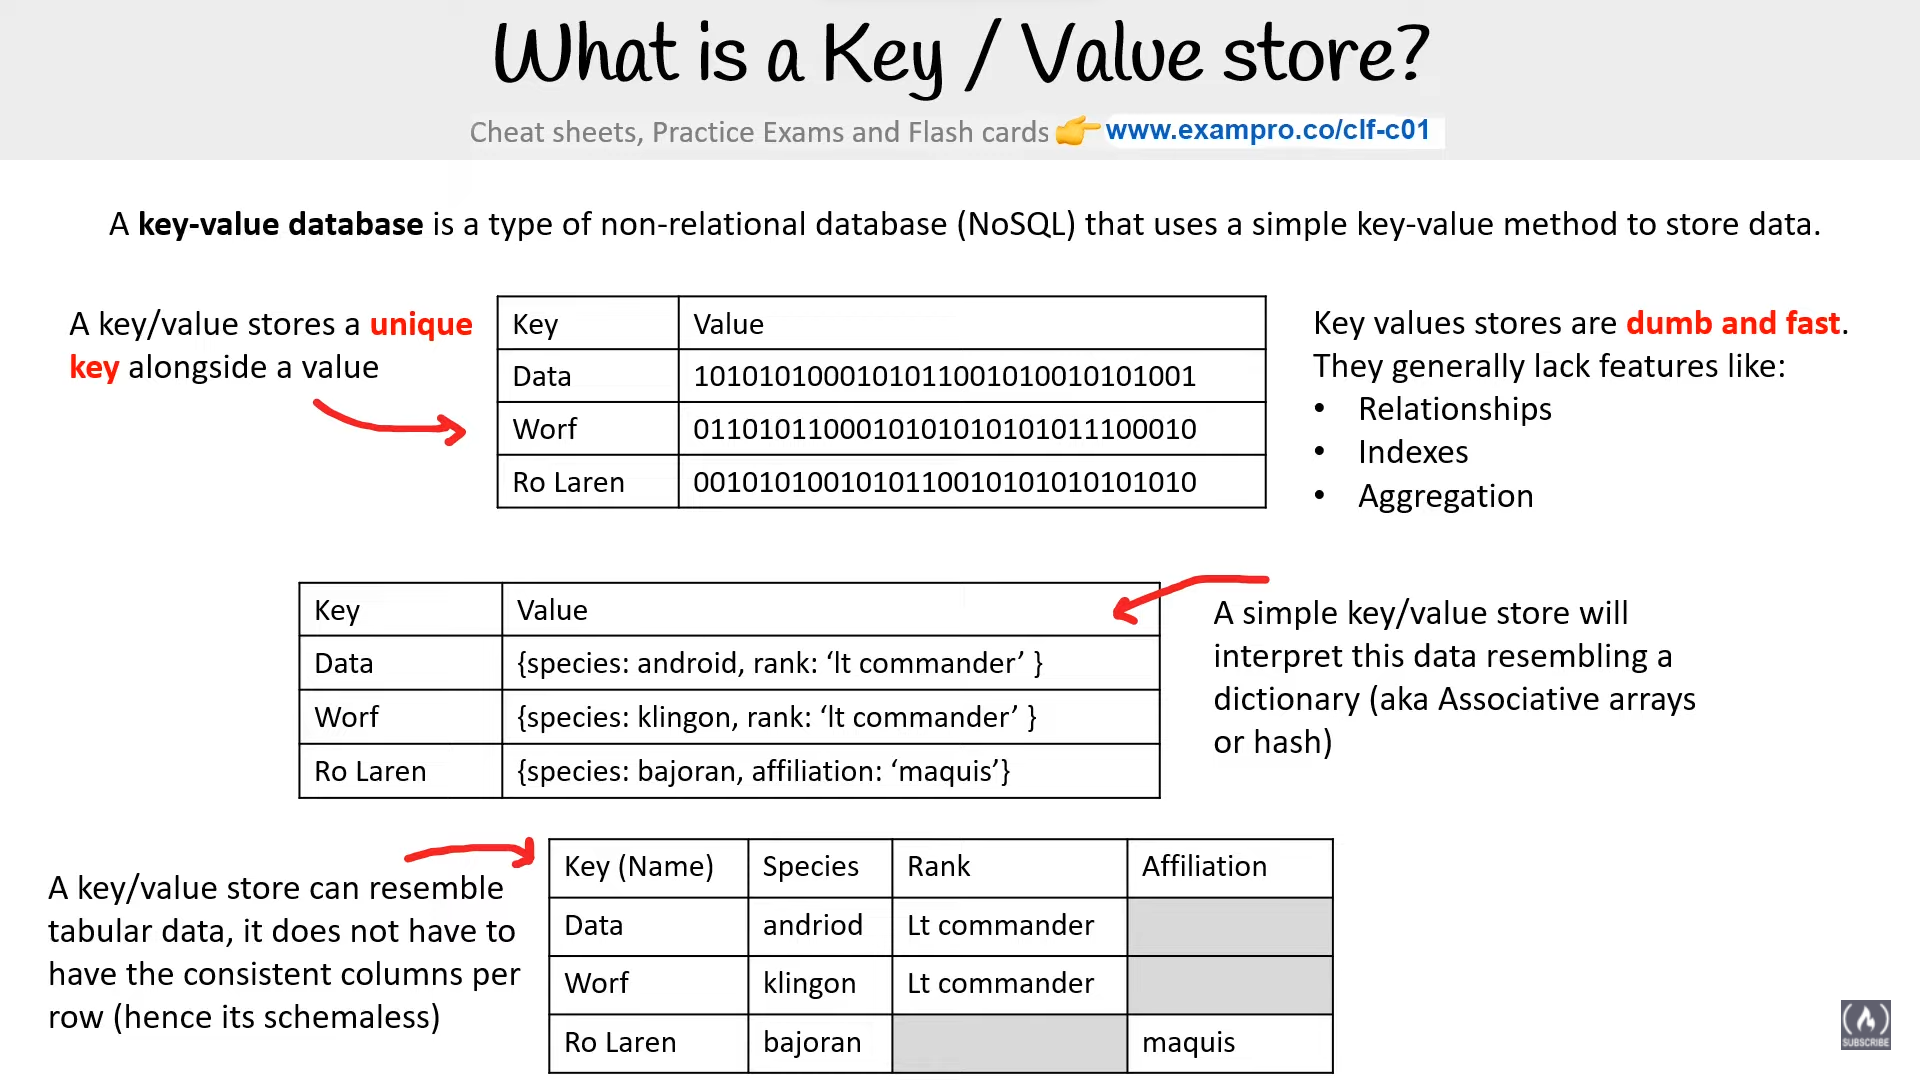 What is a Key / Value store?
Cheat sheets, Practice Exams and Flash cards 👉 www.exampro.co/clf-c01
A key-value database is a type of non-relational database (NoSQL) that uses a simple key-value method to store data.
A key/value stores a unique
key alongside a value
Key Value
Data 1010101000101011001010010101001
Worf 0110101100010101010101011100010
Ro Laren 0010101001010110010101010101010
Key values stores are dumb and fast.
They generally lack features like:
• Relationships
• Indexes
• Aggregation
Key Value
Data {species: android, rank: ‘lt commander’ }
Worf {species: klingon, rank: ‘lt commander’ }
Ro Laren {species: bajoran, affiliation: ‘maquis’}
A simple key/value store will
interpret this data resembling a
dictionary (aka Associative arrays
or hash)
A key/value store can resemble
tabular data, it does not have to
have the consistent columns per
row (hence its schemaless)
Key (Name) Species Rank Affiliation
Data andriod Lt commander
Worf klingon Lt commander
Ro Laren bajoran maquis
SUBSCRIBE